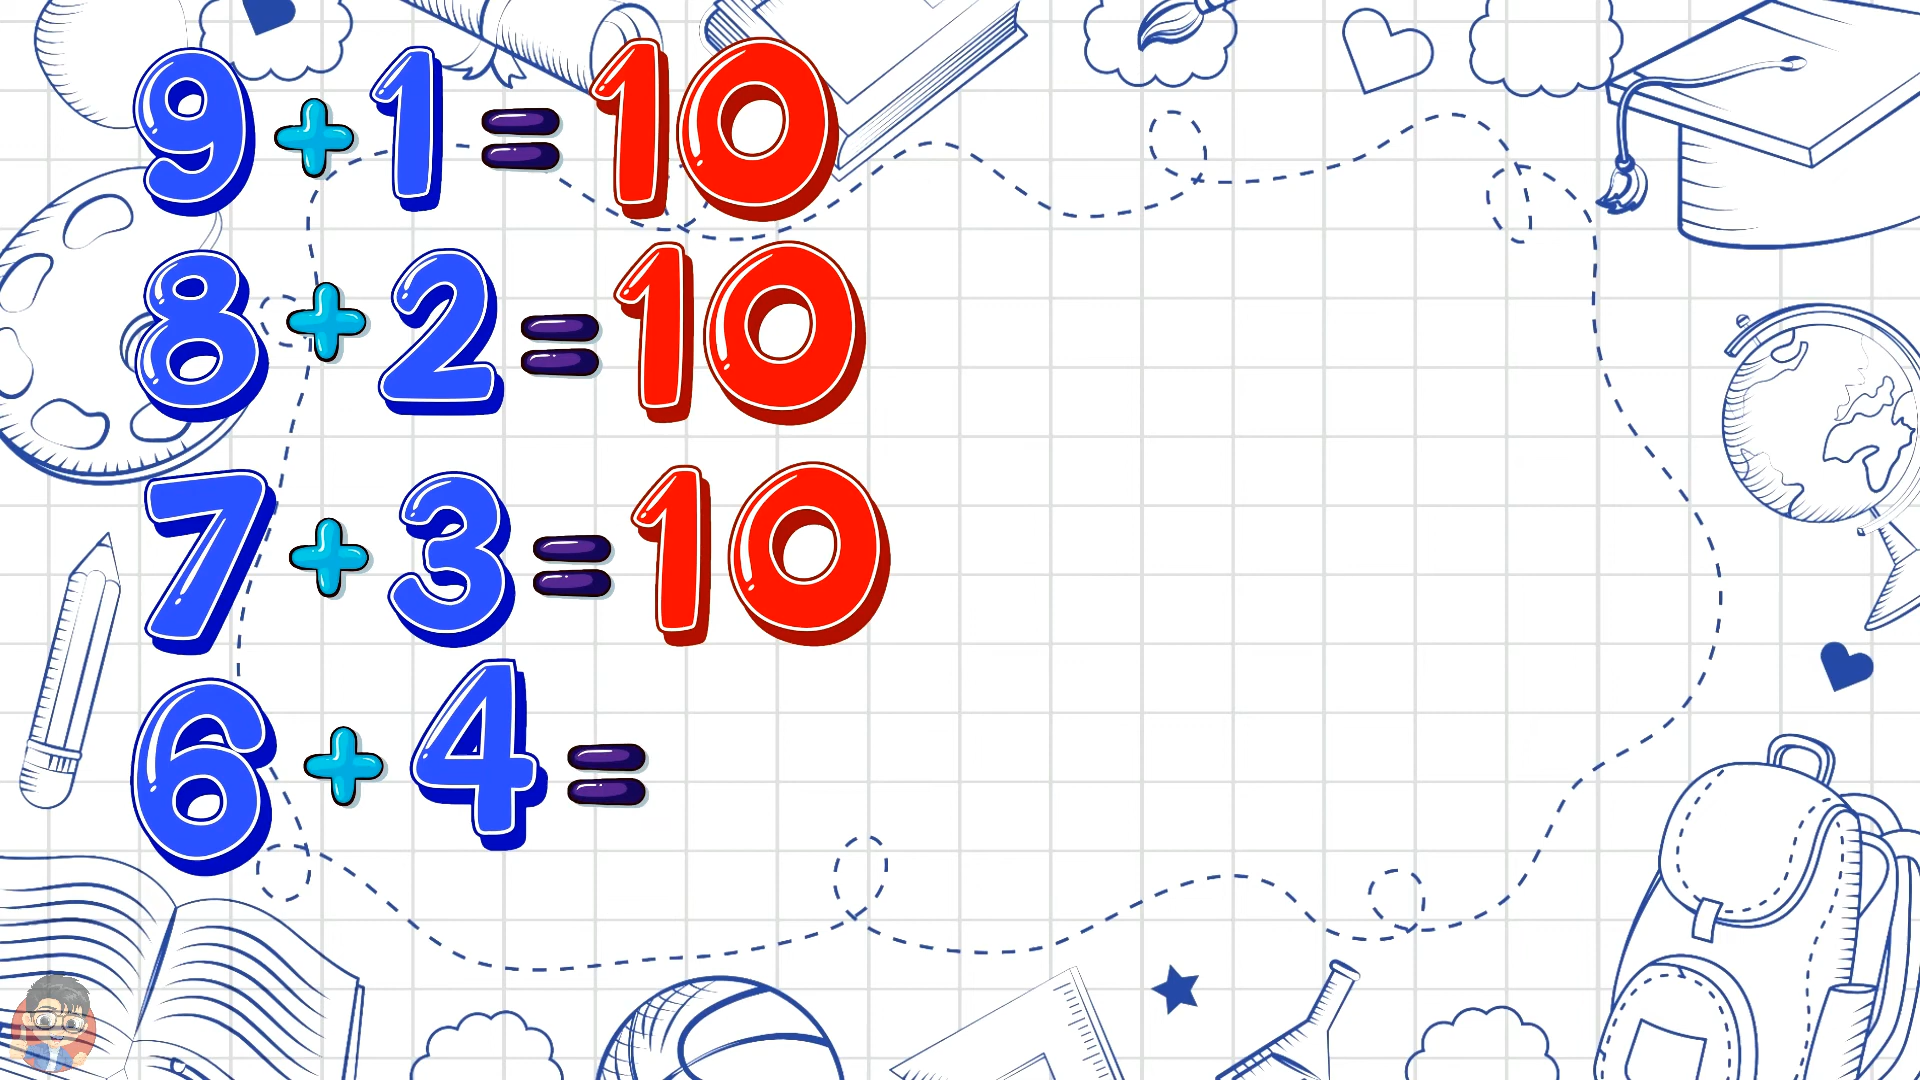 9 + 1 = 10
8 + 2 = 10
7 + 3 = 10
6 + 4 =